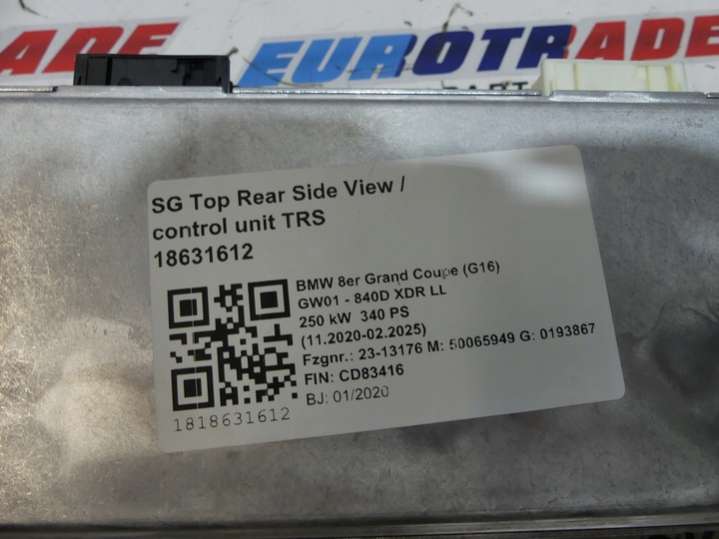 ADE EUROTRADE
PART
SG Top Rear Side View /
control unit TRS
18631612
BMW 8er Grand Coupe (G16)
GW01 - 840D XDR LL
250 kW 340 PS
(11.2020-02.2025)
Fzgnr.: 23-13176 M: 50065949 G: 0193867
FIN: CD83416
BJ: 01/2020
1818631612